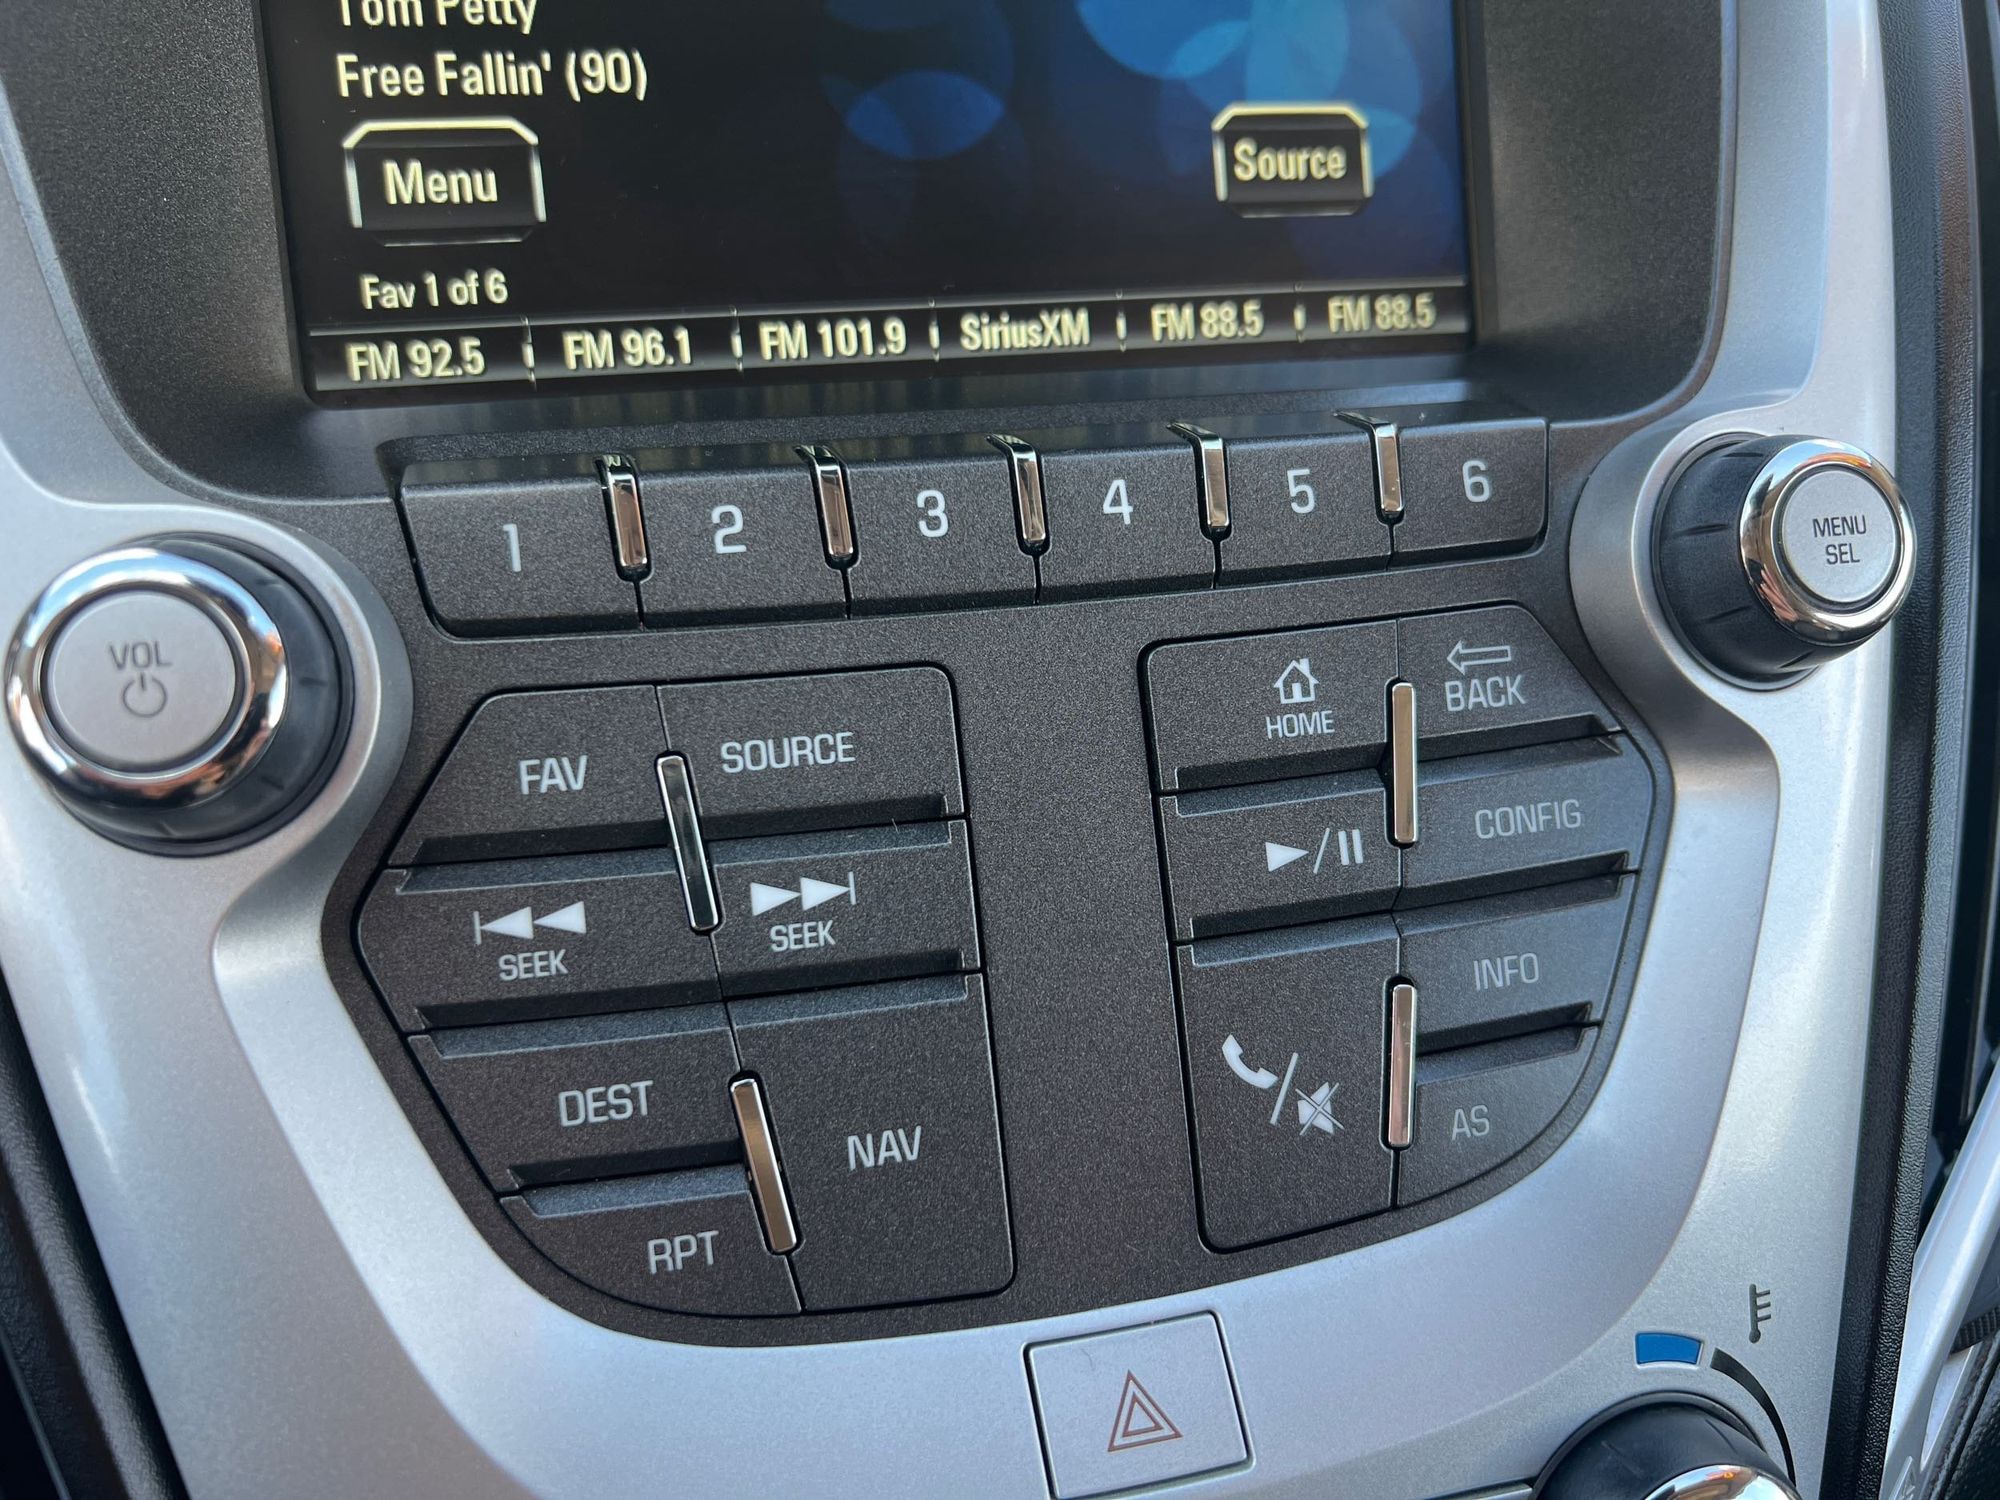 Tom Petty
Free Fallin' (90)
Menu
Source
Fav 1 of 6
FM 92.5 FM 96.1 FM 101.9 SiriusXM FM 88.5 FM 88.5
1 2 3 4 5 6
VOL
MENU
SEL
FAV SOURCE
SEEK SEEK
DEST
NAV
RPT
HOME
BACK
CONFIG
INFO
AS